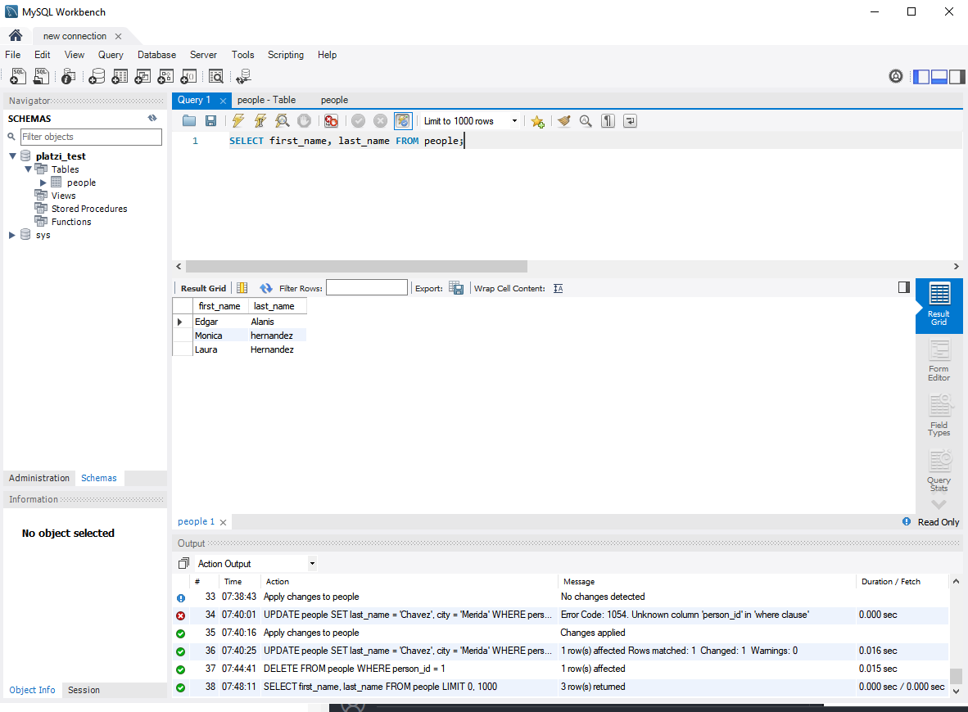 MySQL Workbench
new connection
File Edit View Query Database Server Tools Scripting Help
Navigator
SCHEMAS
Filter objects
platzi_test
Tables
people
Views
Stored Procedures
Functions
sys
Administration Schemas
Information
No object selected
Object Info Session
Query 1 people - Table people
Limit to 1000 rows
1 SELECT first_name, last_name FROM people;
Result Grid Filter Rows: Export: Wrap Cell Content:
first_name last_name
Edgar Alanis
Monica hernandez
Laura Hernandez
Result
Grid
Form
Editor
Field
Types
Query
Stats
people 1 Read Only
Output
Action Output
# Time Action Message Duration / Fetch
33 07:38:43 Apply changes to people No changes detected
34 07:40:01 UPDATE people SET last_name = 'Chavez', city = 'Merida' WHERE pers... Error Code: 1054. Unknown column 'person_id' in 'where clause' 0.000 sec
35 07:40:16 Apply changes to people Changes applied
36 07:40:25 UPDATE people SET last_name = 'Chavez', city = 'Merida' WHERE pers... 1 row(s) affected Rows matched: 1 Changed: 1 Warnings: 0 0.016 sec
37 07:44:41 DELETE FROM people WHERE person_id = 1 1 row(s) affected 0.015 sec
38 07:48:11 SELECT first_name, last_name FROM people LIMIT 0, 1000 3 row(s) returned 0.000 sec / 0.000 sec